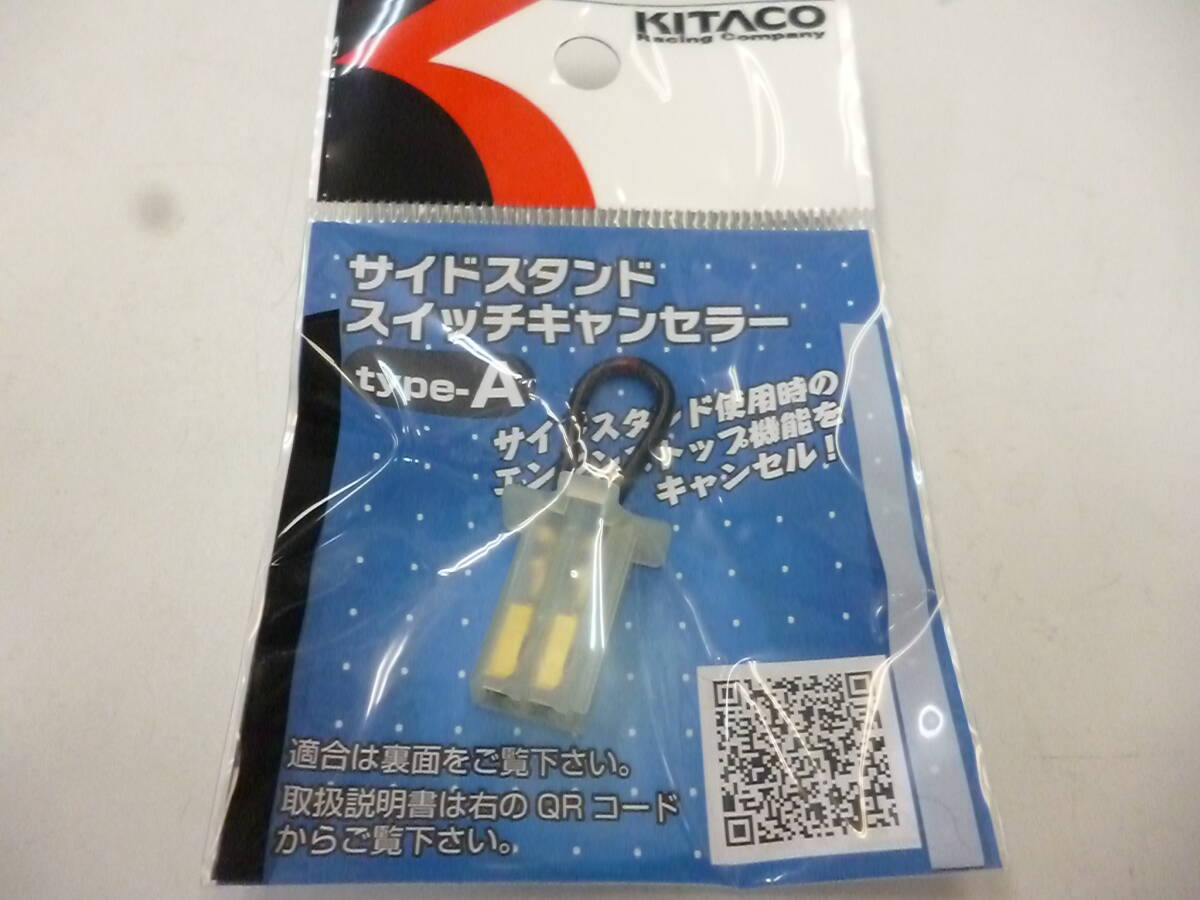 KITACO
Racing Company
サイドスタンド
スイッチキャンセラー
type-A
サイドスタンド使用時の
エンジンストップ機能を
キャンセル!
適合は裏面をご覧下さい。
取扱説明書は右のQRコード
からご覧下さい。